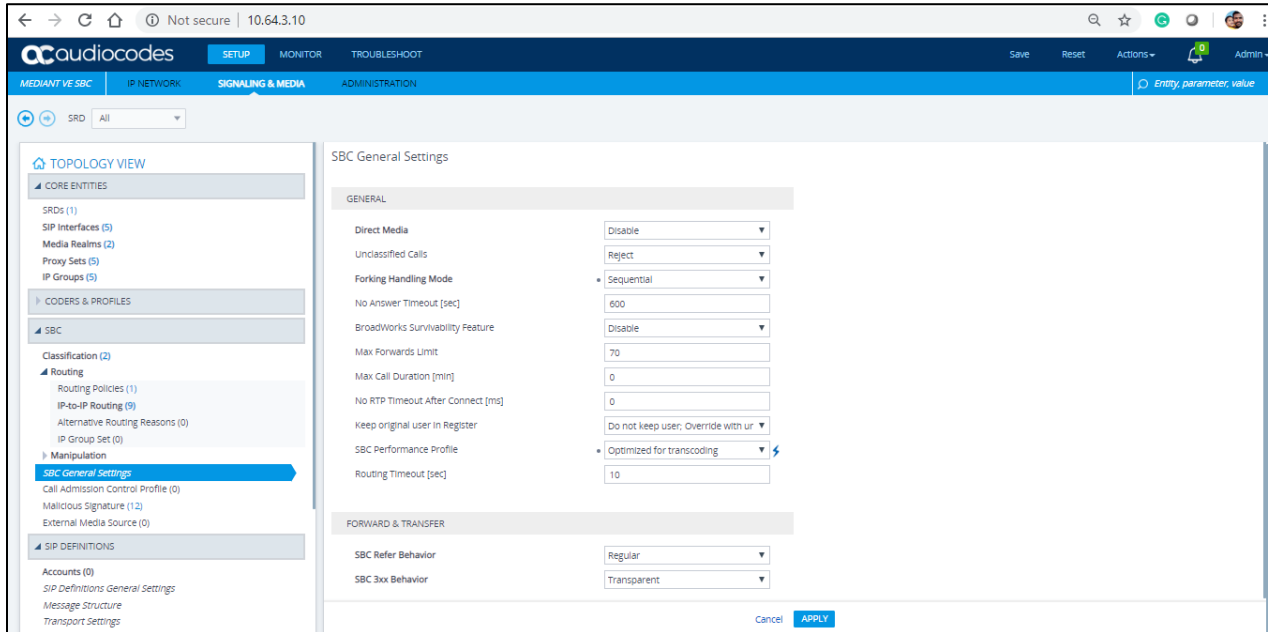 Not secure | 10.64.3.10
audiocodes SETUP MONITOR TROUBLESHOOT Save Reset Actions 0 Admin
MEDIANT VE SBC IP NETWORK SIGNALING & MEDIA ADMINISTRATION Entity, parameter, value
SRD All
TOPOLOGY VIEW
CORE ENTITIES
SRDs (1)
SIP Interfaces (5)
Media Realms (2)
Proxy Sets (5)
IP Groups (5)
CODERS & PROFILES
SBC
Classification (2)
Routing
Routing Policies (1)
IP-to-IP Routing (9)
Alternative Routing Reasons (0)
IP Group Set (0)
Manipulation
SBC General Settings
Call Admission Control Profile (0)
Malicious Signature (12)
External Media Source (0)
SIP DEFINITIONS
Accounts (0)
SIP Definitions General Settings
Message Structure
Transport Settings
SBC General Settings
GENERAL
Direct Media Disable
Unclassified Calls Reject
Forking Handling Mode Sequential
No Answer Timeout [sec] 600
BroadWorks Survivability Feature Disable
Max Forwards Limit 70
Max Call Duration [min] 0
No RTP Timeout After Connect [ms] 0
Keep original user in Register Do not keep user; Override with ur
SBC Performance Profile Optimized for transcoding
Routing Timeout [sec] 10
FORWARD & TRANSFER
SBC Refer Behavior Regular
SBC 3xx Behavior Transparent
Cancel APPLY